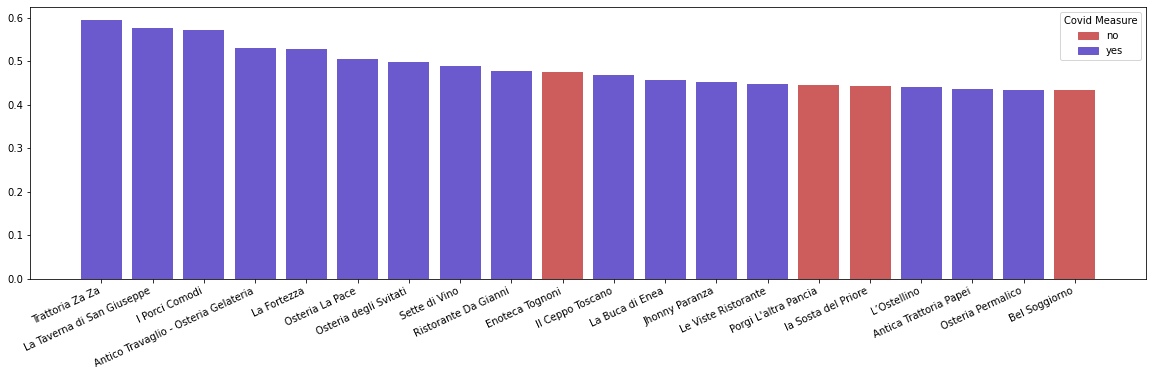 0.6
0.5
0.4
0.3
0.2
0.1
0.0
Covid Measure
no
yes
Trattoria Za Za
La Taverna di San Giuseppe
I Porci Comodi
Antico Travaglio - Osteria Gelateria
La Fortezza
Osteria La Pace
Osteria degli Svitati
Sette di Vino
Ristorante Da Gianni
Enoteca Tognoni
Il Ceppo Toscano
La Buca di Enea
Jhonny Paranza
Le Viste Ristorante
Porgi L'altra Pancia
la Sosta del Priore
L'Ostellino
Antica Trattoria Papei
Osteria Permalico
Bel Soggiorno